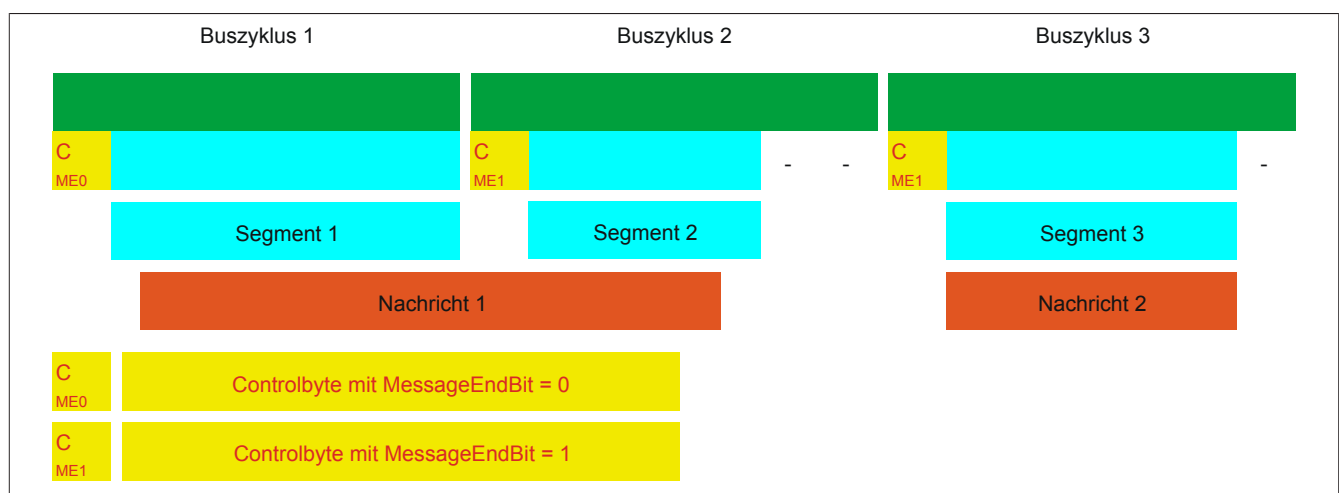 Buszyklus 1 Buszyklus 2 Buszyklus 3
C C C
ME0 ME1 ME1
- - -
Segment 1 Segment 2 Segment 3
Nachricht 1 Nachricht 2
C
ME0
Controlbyte mit MessageEndBit = 0
C
ME1
Controlbyte mit MessageEndBit = 1